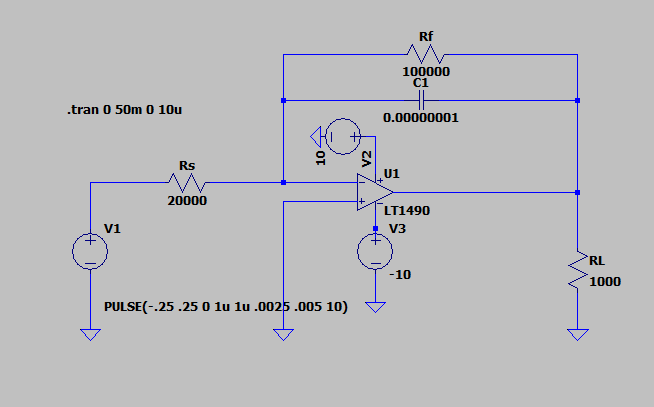 Rf
100000
C1
0.00000001
.tran 0 50m 0 10u
10
V2
U1
Rs
20000
LT1490
V1
V3
-10
RL
1000
PULSE(-.25 .25 0 1u 1u .0025 .005 10)